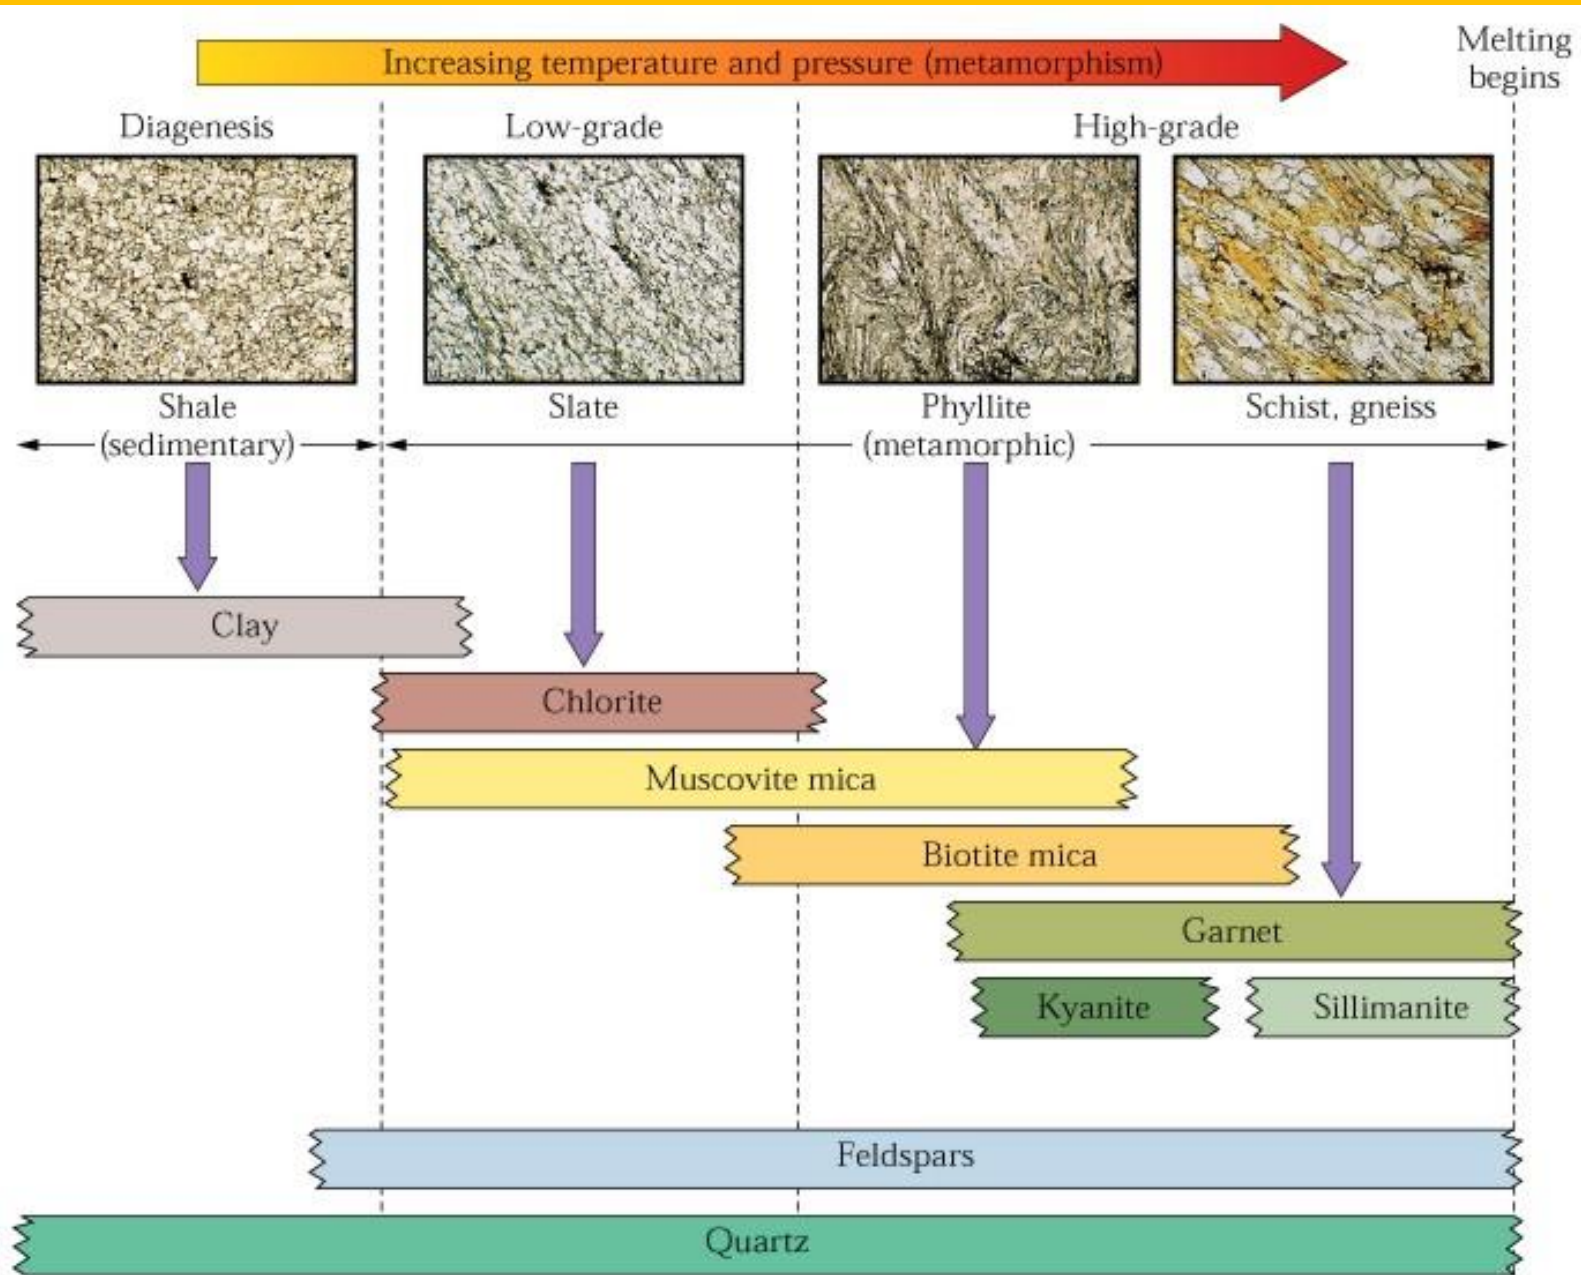 Increasing temperature and pressure (metamorphism)
Melting
begins
Diagenesis
Low-grade
High-grade
Shale
(sedimentary)
Slate
Phyllite
(metamorphic)
Schist, gneiss
Clay
Chlorite
Muscovite mica
Biotite mica
Garnet
Kyanite
Sillimanite
Feldspars
Quartz